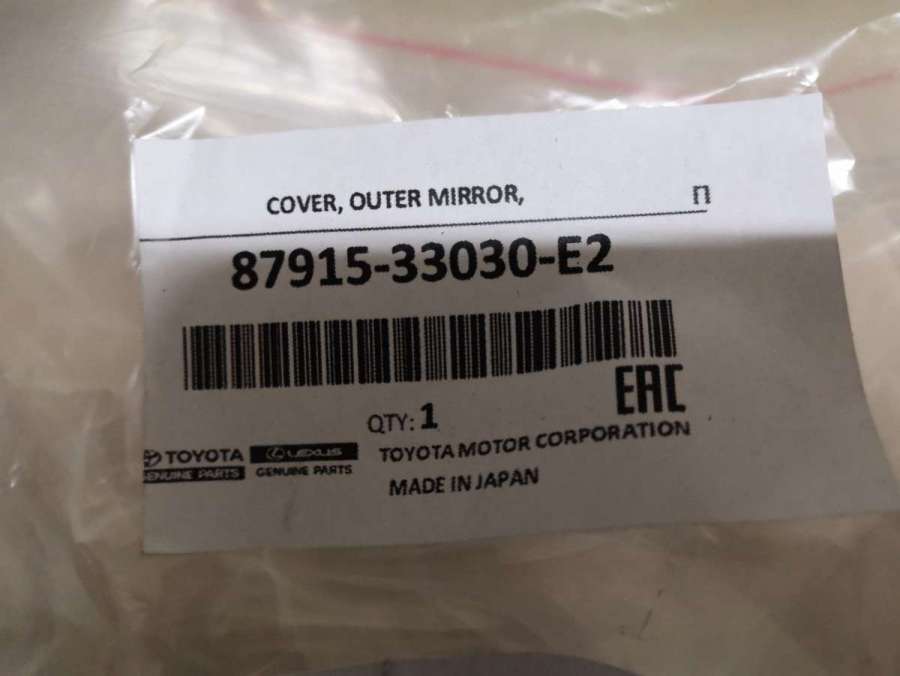 COVER, OUTER MIRROR, П
87915-33030-E2
EAC
QTY: 1
TOYOTA LEXUS TOYOTA MOTOR CORPORATION
GENUINE PARTS GENUINE PARTS
MADE IN JAPAN